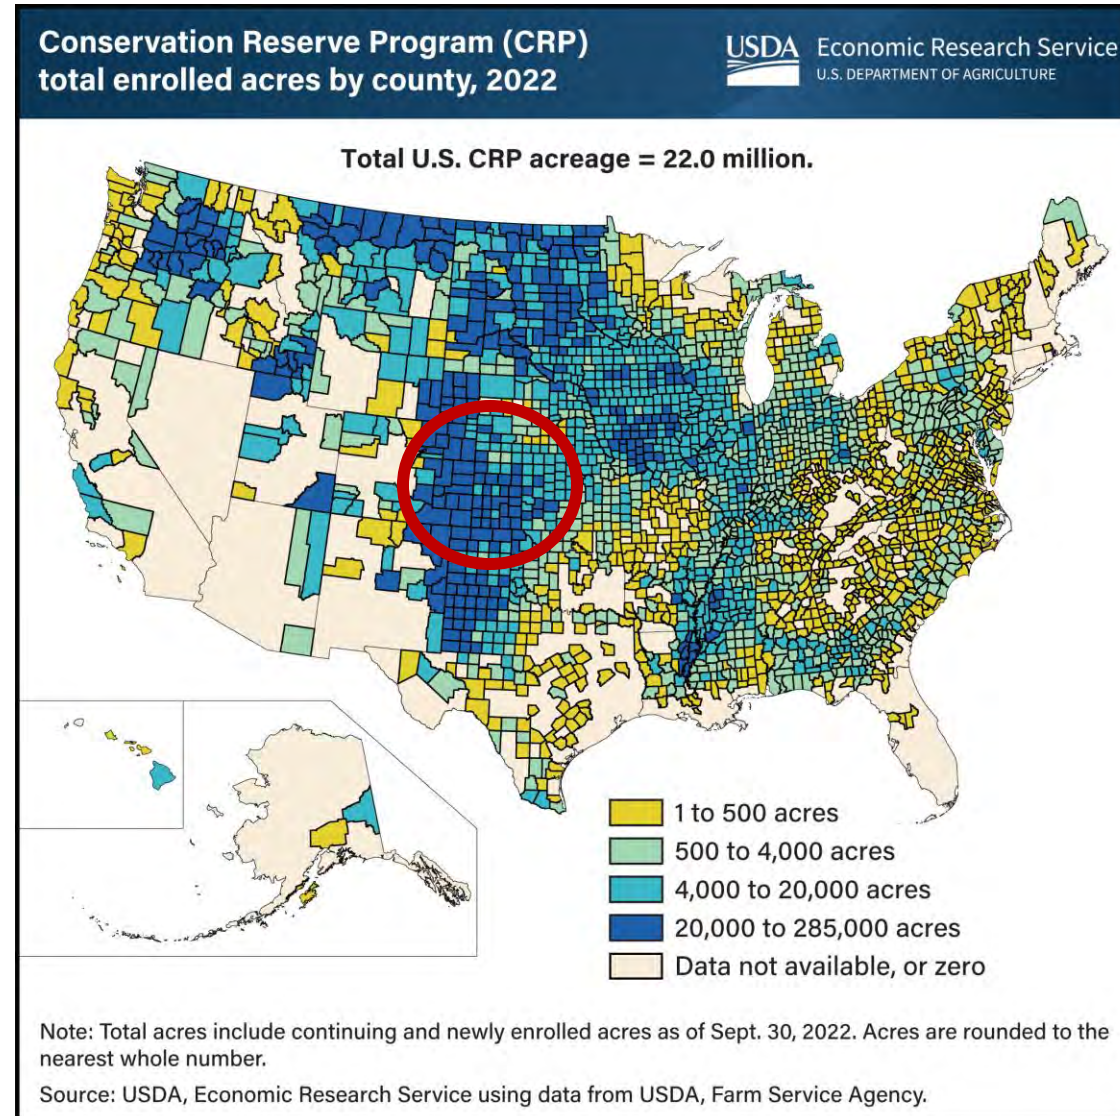 Conservation Reserve Program (CRP)
total enrolled acres by county, 2022
USDA Economic Research Service
U.S. DEPARTMENT OF AGRICULTURE
Total U.S. CRP acreage = 22.0 million.
1 to 500 acres
500 to 4,000 acres
4,000 to 20,000 acres
20,000 to 285,000 acres
Data not available, or zero
Note: Total acres include continuing and newly enrolled acres as of Sept. 30, 2022. Acres are rounded to the
nearest whole number.
Source: USDA, Economic Research Service using data from USDA, Farm Service Agency.